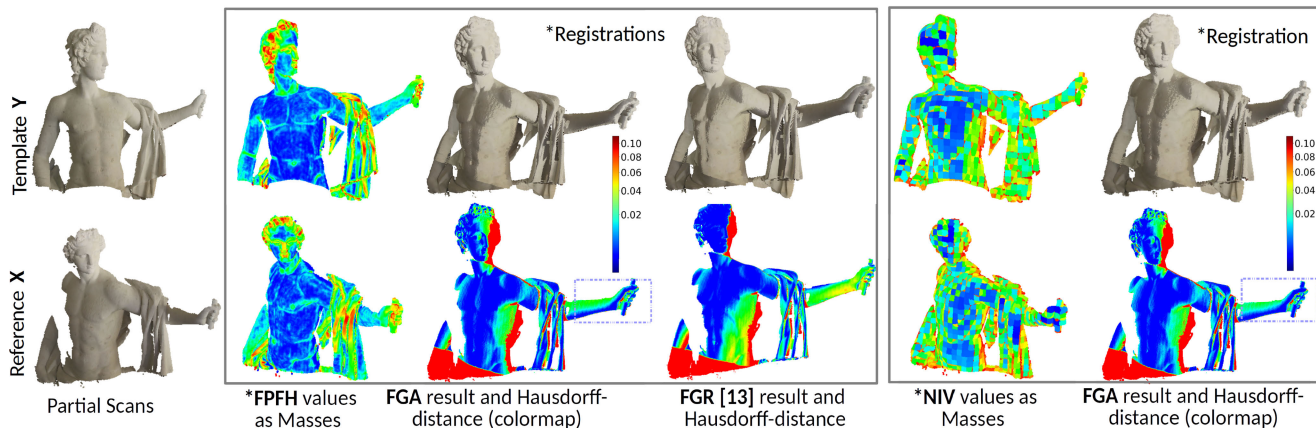 Template Y
Reference X
Partial Scans
*Registrations
0.10
0.08
0.06
0.04
0.02
*FPFH values
as Masses
FGA result and Hausdorff-
distance (colormap)
FGR [13] result and
Hausdorff-distance
*Registration
0.10
0.08
0.06
0.04
0.02
*NIV values as
Masses
FGA result and Hausdorff-
distance (colormap)